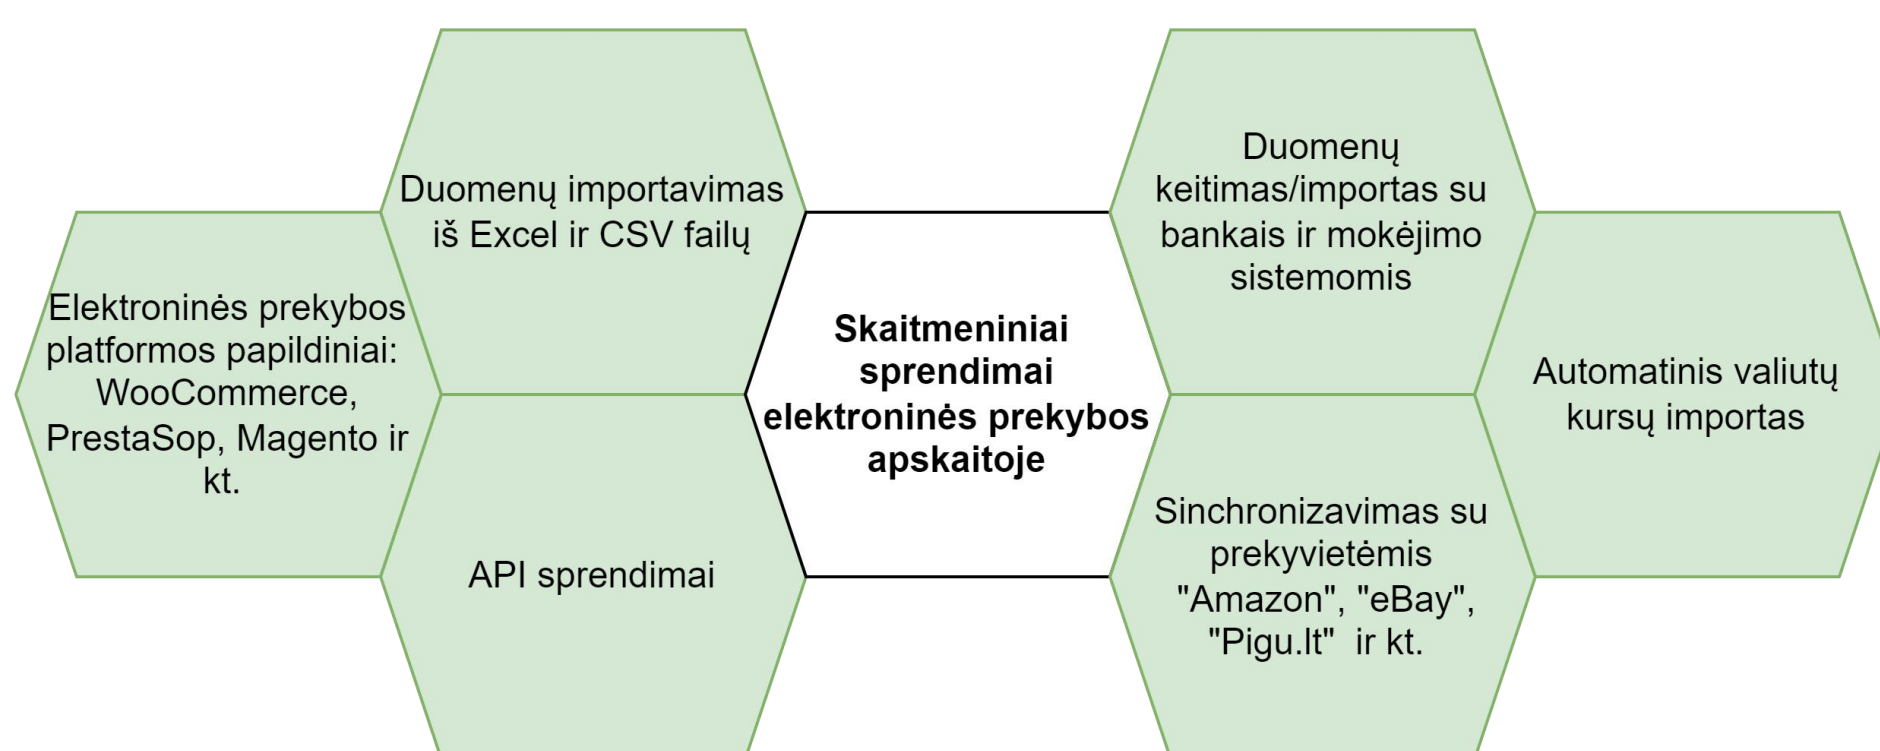 Elektroninės prekybos
platformos papildiniai:
WooCommerce,
PrestaSop, Magento ir
kt.
Duomenų importavimas
iš Excel ir CSV failų
API sprendimai
Skaitmeniniai
sprendimai
elektroninės prekybos
apskaitoje
Duomenų
keitimas/importas su
bankais ir mokėjimo
sistemomis
Sinchronizavimas su
prekyvietėmis
"Amazon", "eBay",
"Pigu.lt" ir kt.
Automatinis valiutų
kursų importas